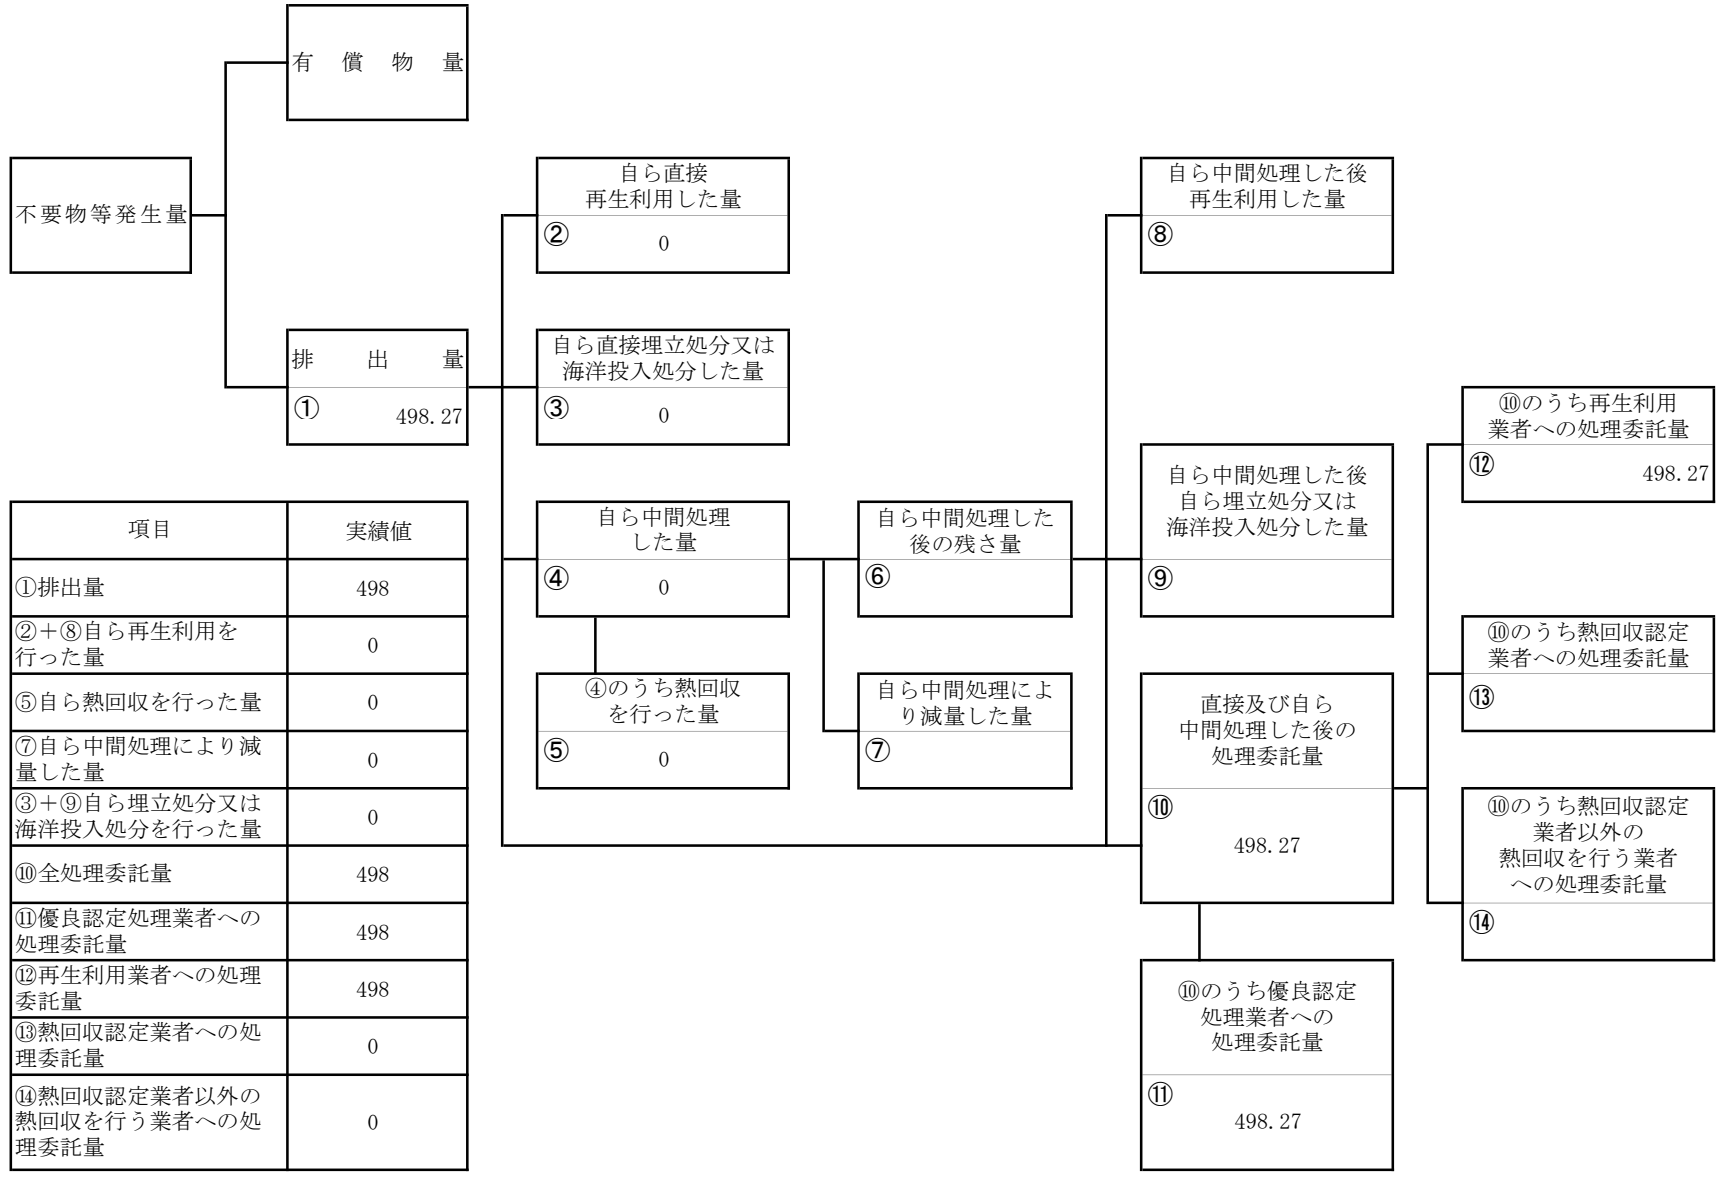 有償物量
不要物等発生量
排出量
① 498.27
自ら直接
再生利用した量
② 0
自ら直接埋立処分又は
海洋投入処分した量
③ 0
自ら中間処理
した量
④ 0
④のうち熱回収
を行った量
⑤ 0
自ら中間処理した
後の残さ量
⑥
自ら中間処理によ
り減量した量
⑦
自ら中間処理した後
再生利用した量
⑧
自ら中間処理した後
自ら埋立処分又は
海洋投入処分した量
⑨
直接及び自ら
中間処理した後の
処理委託量
⑩
498.27
⑩のうち優良認定
処理業者への
処理委託量
⑪
498.27
⑩のうち再生利用
業者への処理委託量
⑫ 498.27
⑩のうち熱回収認定
業者への処理委託量
⑬
⑩のうち熱回収認定
業者以外の
熱回収を行う業者
への処理委託量
⑭
項目 実績値
①排出量 498
②＋⑧自ら再生利用を
行った量 0
⑤自ら熱回収を行った量 0
⑦自ら中間処理により減
量した量 0
③＋⑨自ら埋立処分又は
海洋投入処分を行った量 0
⑩全処理委託量 498
⑪優良認定処理業者への
処理委託量 498
⑫再生利用業者への処理
委託量 498
⑬熱回収認定業者への処
理委託量 0
⑭熱回収認定業者以外の
熱回収を行う業者への処
理委託量 0